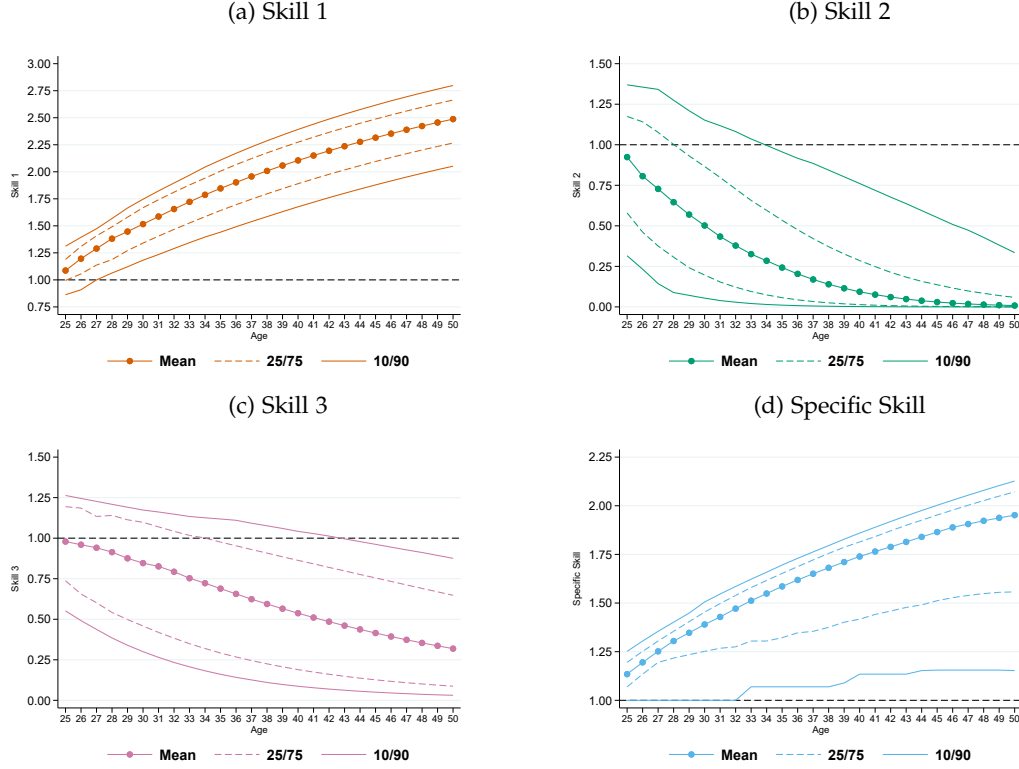 (a) Skill 1
3.00
2.75
2.50
2.25
2.00
1.75
1.50
1.25
1.00
0.75
Skill 1
25 26 27 28 29 30 31 32 33 34 35 36 37 38 39 40 41 42 43 44 45 46 47 48 49 50
Age
Mean 25/75 10/90
(b) Skill 2
1.50
1.25
1.00
0.75
0.50
0.25
0.00
Skill 2
25 26 27 28 29 30 31 32 33 34 35 36 37 38 39 40 41 42 43 44 45 46 47 48 49 50
Age
Mean 25/75 10/90
(c) Skill 3
1.50
1.25
1.00
0.75
0.50
0.25
0.00
Skill 3
25 26 27 28 29 30 31 32 33 34 35 36 37 38 39 40 41 42 43 44 45 46 47 48 49 50
Age
Mean 25/75 10/90
(d) Specific Skill
2.25
2.00
1.75
1.50
1.25
1.00
Specific Skill
25 26 27 28 29 30 31 32 33 34 35 36 37 38 39 40 41 42 43 44 45 46 47 48 49 50
Age
Mean 25/75 10/90